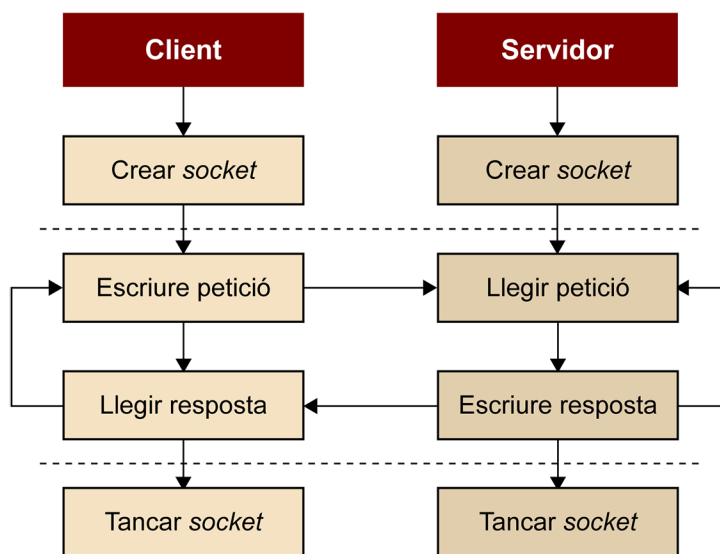 Client
Servidor
Crear socket
Crear socket
Escriure petició
Llegir petició
Llegir resposta
Escriure resposta
Tancar socket
Tancar socket